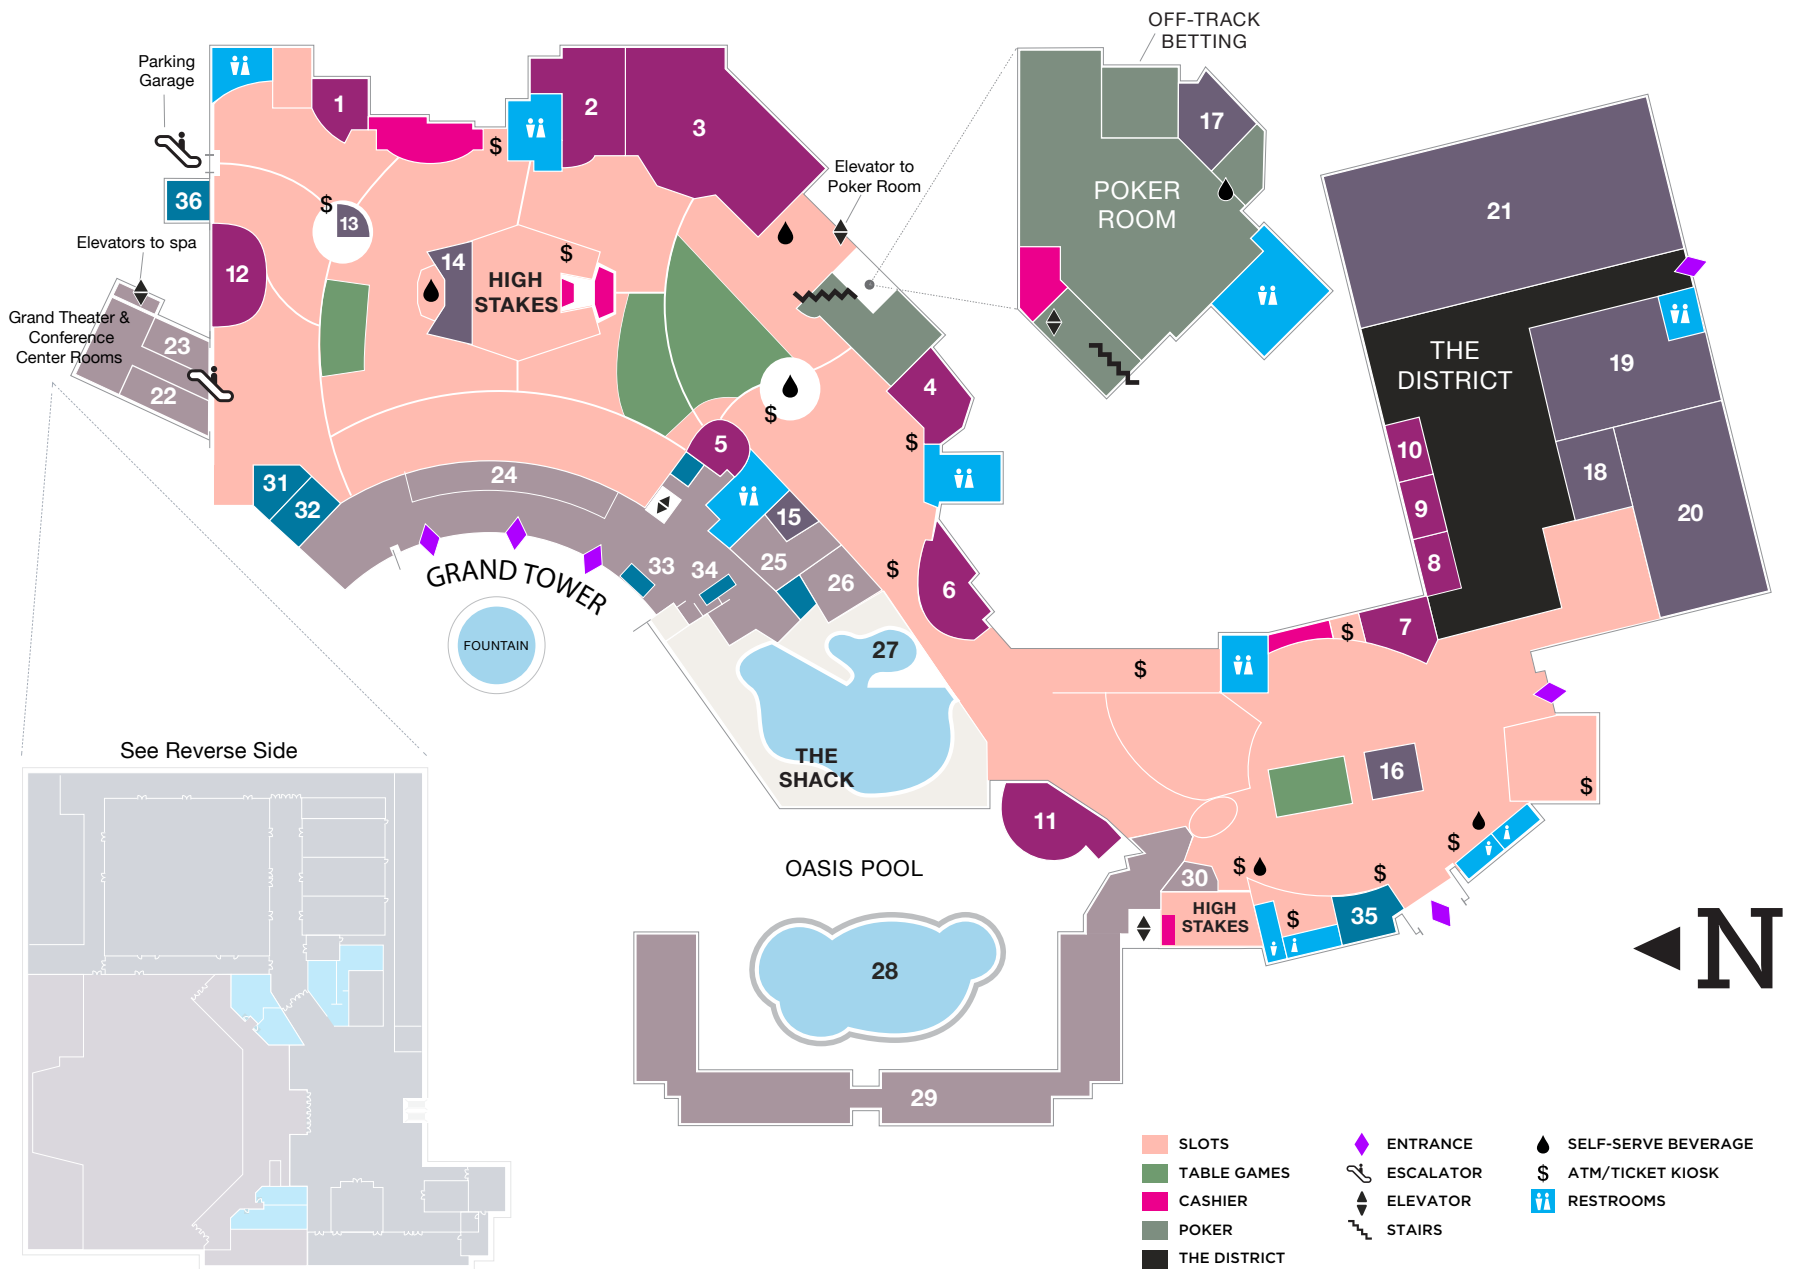 OFF-TRACK
BETTING
Parking
Garage
1
2
3
17
Elevator to
Poker Room
POKER
ROOM
21
36
13
$
Elevators to spa
12
14
HIGH
STAKES
$
$
Grand Theater &
Conference
Center Rooms
23
22
THE
DISTRICT
19
4
$
$
5
10
18
9
20
8
24
31
32
15
33
34
25
26
$
6
GRAND TOWER
FOUNTAIN
27
7
$
$
See Reverse Side
THE
SHACK
16
$
11
OASIS POOL
30
$
$
$
HIGH
STAKES
$
35
N
28
29
SLOTS
TABLE GAMES
CASHIER
POKER
THE DISTRICT
ENTRANCE
ESCALATOR
ELEVATOR
STAIRS
SELF-SERVE BEVERAGE
$ ATM/TICKET KIOSK
RESTROOMS